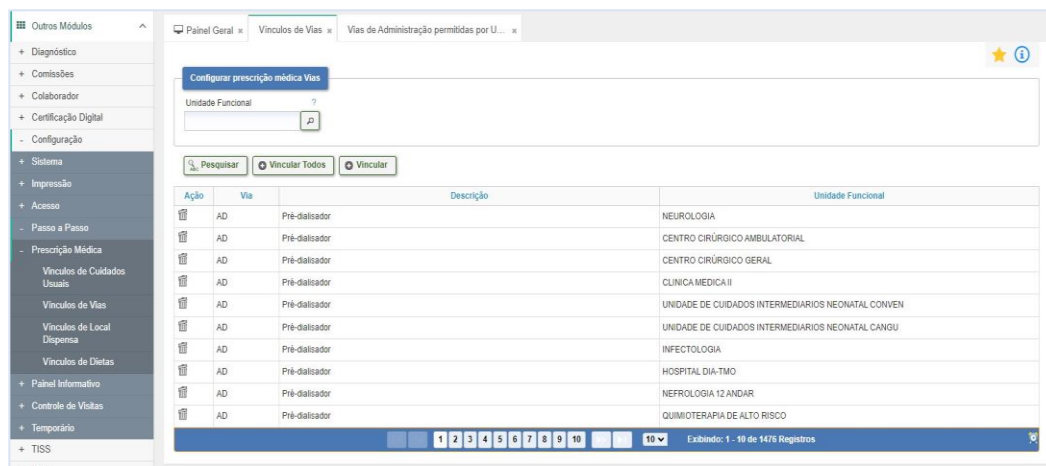 Outros Módulos
+ Diagnóstico
+ Comissões
+ Colaborador
+ Certificação Digital
- Configuração
+ Sistema
+ Impressão
+ Acesso
- Passo a Passo
- Prescrição Médica
Vínculos de Cuidados
Usuais
Vínculos de Vias
Vínculos de Local
Dispensa
Vínculos de Dietas
+ Painel Informativo
+ Controle de Visitas
+ Temporário
+ TISS
Painel Geral x Vínculos de Vias x Vias de Administração permitidas por U... x
Configurar prescrição médica Vias
Unidade Funcional ?
Pesquisar Vincular Todos Vincular
Ação Via Descrição Unidade Funcional
AD Pré-dialisador NEUROLOGIA
AD Pré-dialisador CENTRO CIRÚRGICO AMBULATORIAL
AD Pré-dialisador CENTRO CIRÚRGICO GERAL
AD Pré-dialisador CLINICA MEDICA II
AD Pré-dialisador UNIDADE DE CUIDADOS INTERMEDIARIOS NEONATAL CONVEN
AD Pré-dialisador UNIDADE DE CUIDADOS INTERMEDIARIOS NEONATAL CANGU
AD Pré-dialisador INFECTOLOGIA
AD Pré-dialisador HOSPITAL DIA-TMO
AD Pré-dialisador NEFROLOGIA 12 ANDAR
AD Pré-dialisador QUIMIOTERAPIA DE ALTO RISCO
1 2 3 4 5 6 7 8 9 10 10 Exibindo: 1 - 10 de 1476 Registros